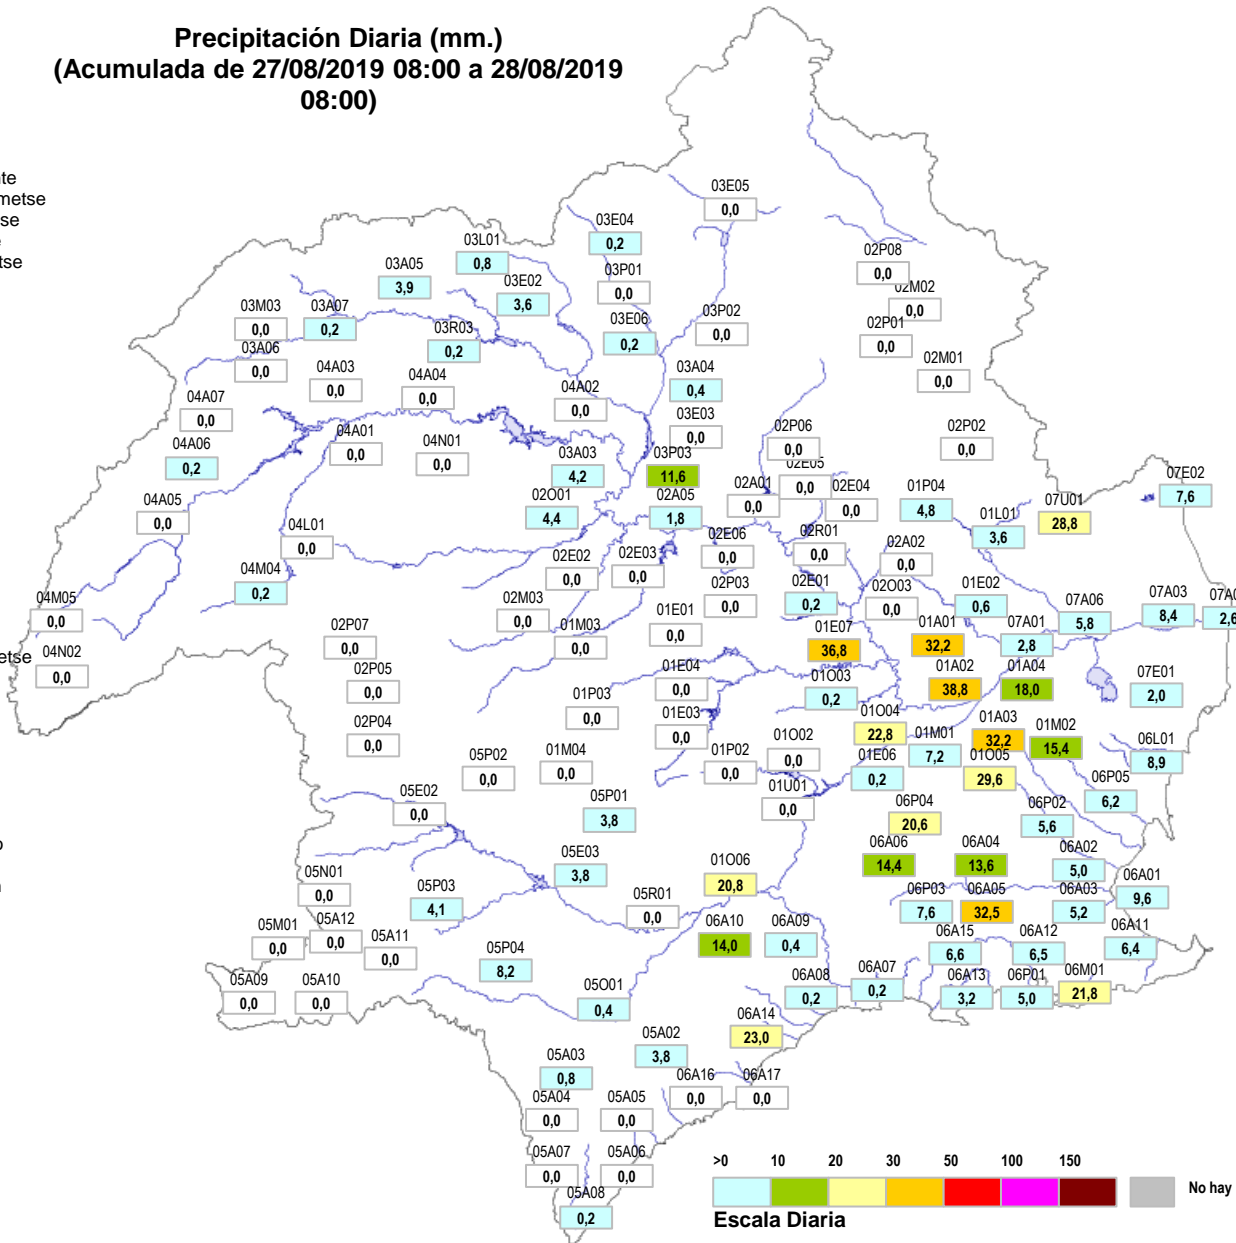 Precipitación Diaria (mm.)
(Acumulada de 27/08/2019 08:00 a 28/08/2019
08:00)
nte
metse
se
e
tse
etse
o
n
03E05
0,0
03E04
0,2
03L01
0,8
02P08
0,0
03A05
3,9
03E02
3,6
03P01
0,0
02M02
0,0
03M03
0,0
03A07
0,2
03R03
0,2
03E06
0,2
03P02
0,0
02P01
0,0
03A06
0,0
04A03
0,0
04A04
0,0
04A02
0,0
03A04
0,4
02M01
0,0
04A07
0,0
03E03
0,0
04A01
0,0
04N01
0,0
02P06
0,0
02P02
0,0
04A06
0,2
03A03
4,2
03P03
11,6
02E05
0,0
07E02
7,6
04A05
0,0
02O01
4,4
02A05
1,8
02A01
0,0
02E04
0,0
01P04
4,8
01L01
3,6
07U01
28,8
04L01
0,0
02E02
0,0
02E03
0,0
02E06
0,0
02R01
0,0
02A02
0,0
04M04
0,2
02P03
0,0
02E01
0,2
02O03
0,0
01E02
0,6
07A06
5,8
07A03
8,4
07A0
2,6
04M05
0,0
02M03
0,0
01E01
0,0
01M03
0,0
02P07
0,0
01E07
36,8
01A01
32,2
07A01
2,8
04N02
0,0
02P05
0,0
01E04
0,0
01O03
0,2
01A02
38,8
01A04
18,0
07E01
2,0
01P03
0,0
02P04
0,0
01E03
0,0
01O04
22,8
01M01
7,2
01A03
32,2
01M02
15,4
06L01
8,9
05P02
0,0
01M04
0,0
01P02
0,0
01O02
0,0
01E06
0,2
01O05
29,6
06P05
6,2
05E02
0,0
05P01
3,8
01U01
0,0
06P04
20,6
06P02
5,6
05E03
3,8
01O06
20,8
06A06
14,4
06A04
13,6
06A02
5,0
06A01
9,6
05N01
0,0
05P03
4,1
05R01
0,0
06P03
7,6
06A05
32,5
06A03
5,2
05M01
0,0
05A12
0,0
05A11
0,0
05P04
8,2
06A10
14,0
06A09
0,4
06A15
6,6
06A12
6,5
06A11
6,4
05A09
0,0
05A10
0,0
05O01
0,4
06A08
0,2
06A07
0,2
06A13
3,2
06P01
5,0
06M01
21,8
06A14
23,0
05A02
3,8
05A03
0,8
06A16
0,0
06A17
0,0
05A04
0,0
05A05
0,0
05A07
0,0
05A06
0,0
05A08
0,2
>0 10 20 30 50 100 150
No hay
Escala Diaria